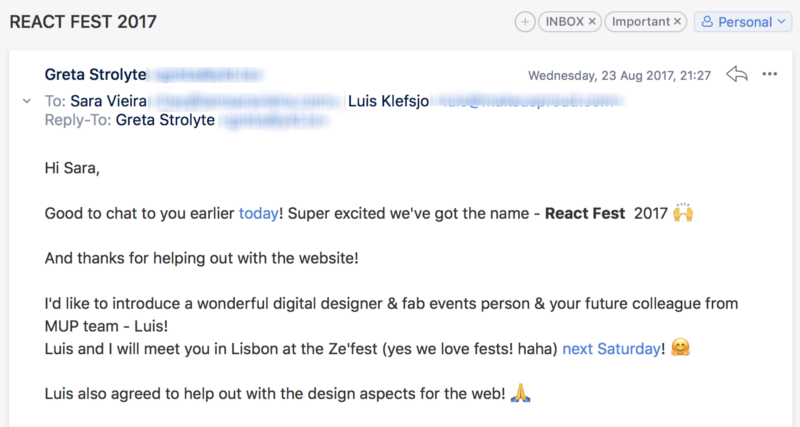 REACT FEST 2017
INBOX × Important × Personal
Greta Strolyte
Wednesday, 23 Aug 2017, 21:27
To: Sara Vieira Luis Klefsjo
Reply-To: Greta Strolyte
Hi Sara,
Good to chat to you earlier today! Super excited we've got the name - React Fest 2017 🙌
And thanks for helping out with the website!
I'd like to introduce a wonderful digital designer & fab events person & your future colleague from
MUP team - Luis!
Luis and I will meet you in Lisbon at the Ze'fest (yes we love fests! haha) next Saturday! 🤗
Luis also agreed to help out with the design aspects for the web! 🙏